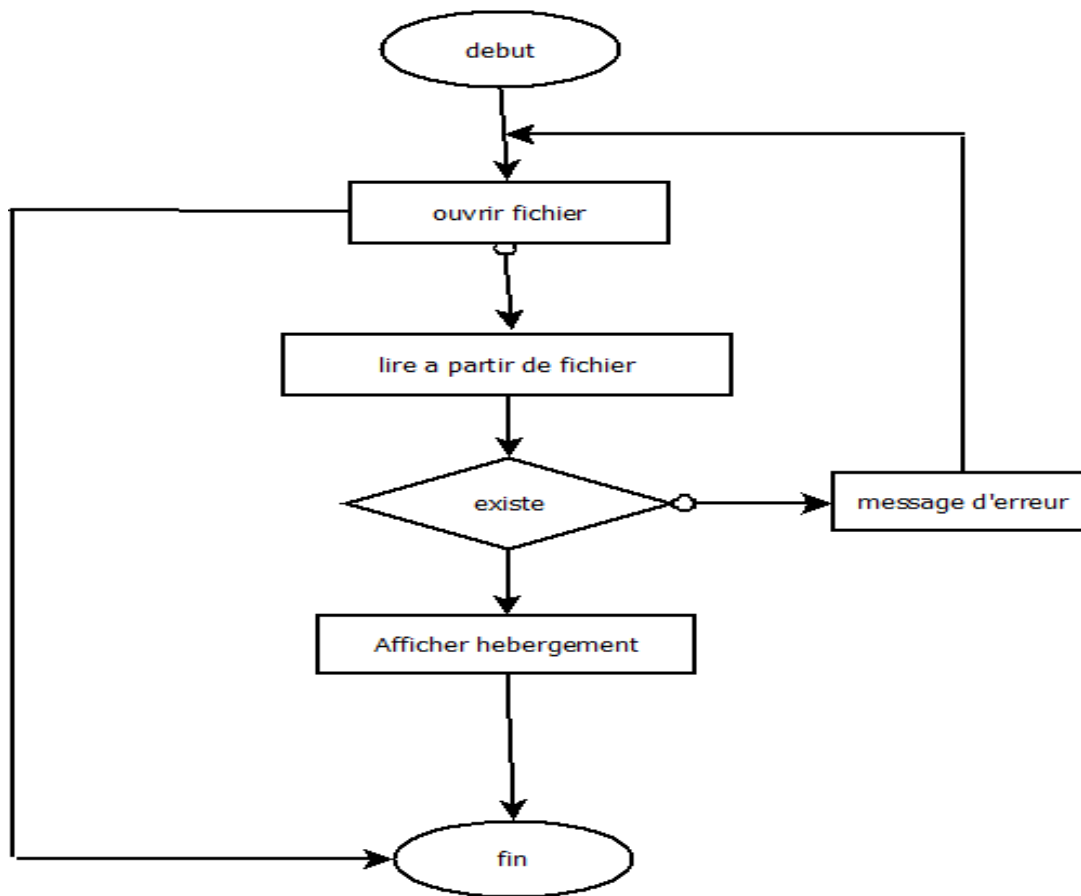 debut
ouvrir fichier
lire a partir de fichier
existe
message d'erreur
Afficher hebergement
fin